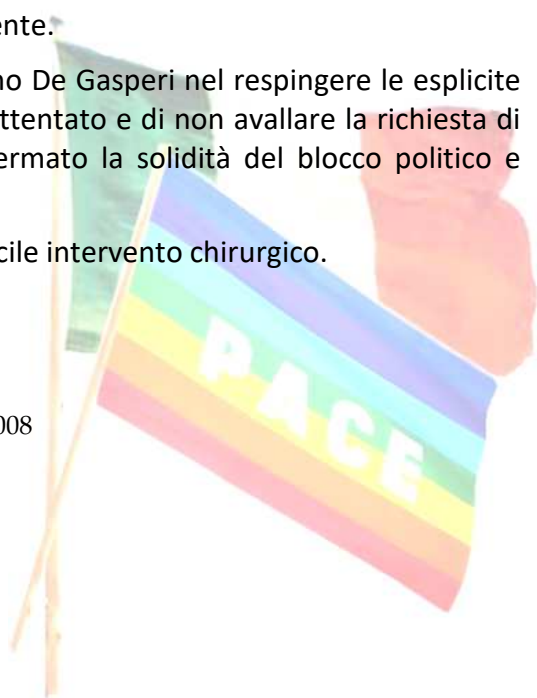 ente.
no De Gasperi nel respingere le esplicite
ttentato e di non avallare la richiesta di
ermato la solidità del blocco politico e
cile intervento chirurgico.
008
PACE